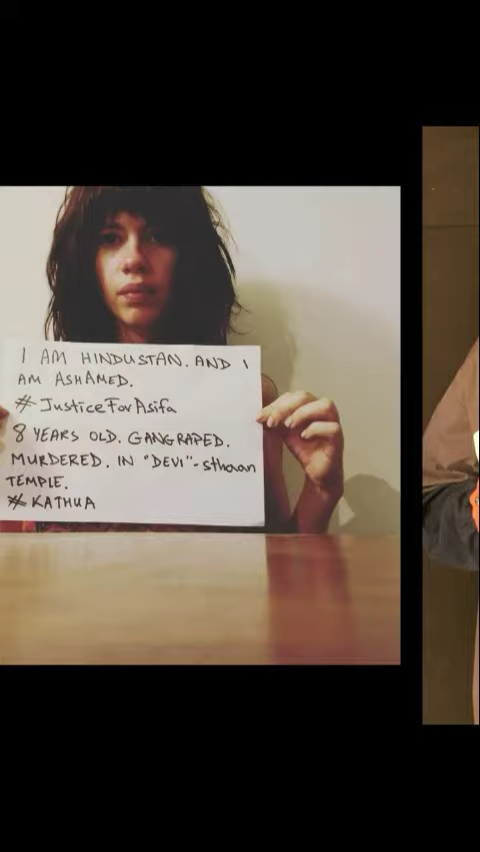 I AM HINDUSTAN. AND I
AM ASHAMED.
# JusticeForAsifa
8 YEARS OLD. GANGRAPED.
MURDERED. IN "DEVI"-sthaan
TEMPLE.
# KATHUA